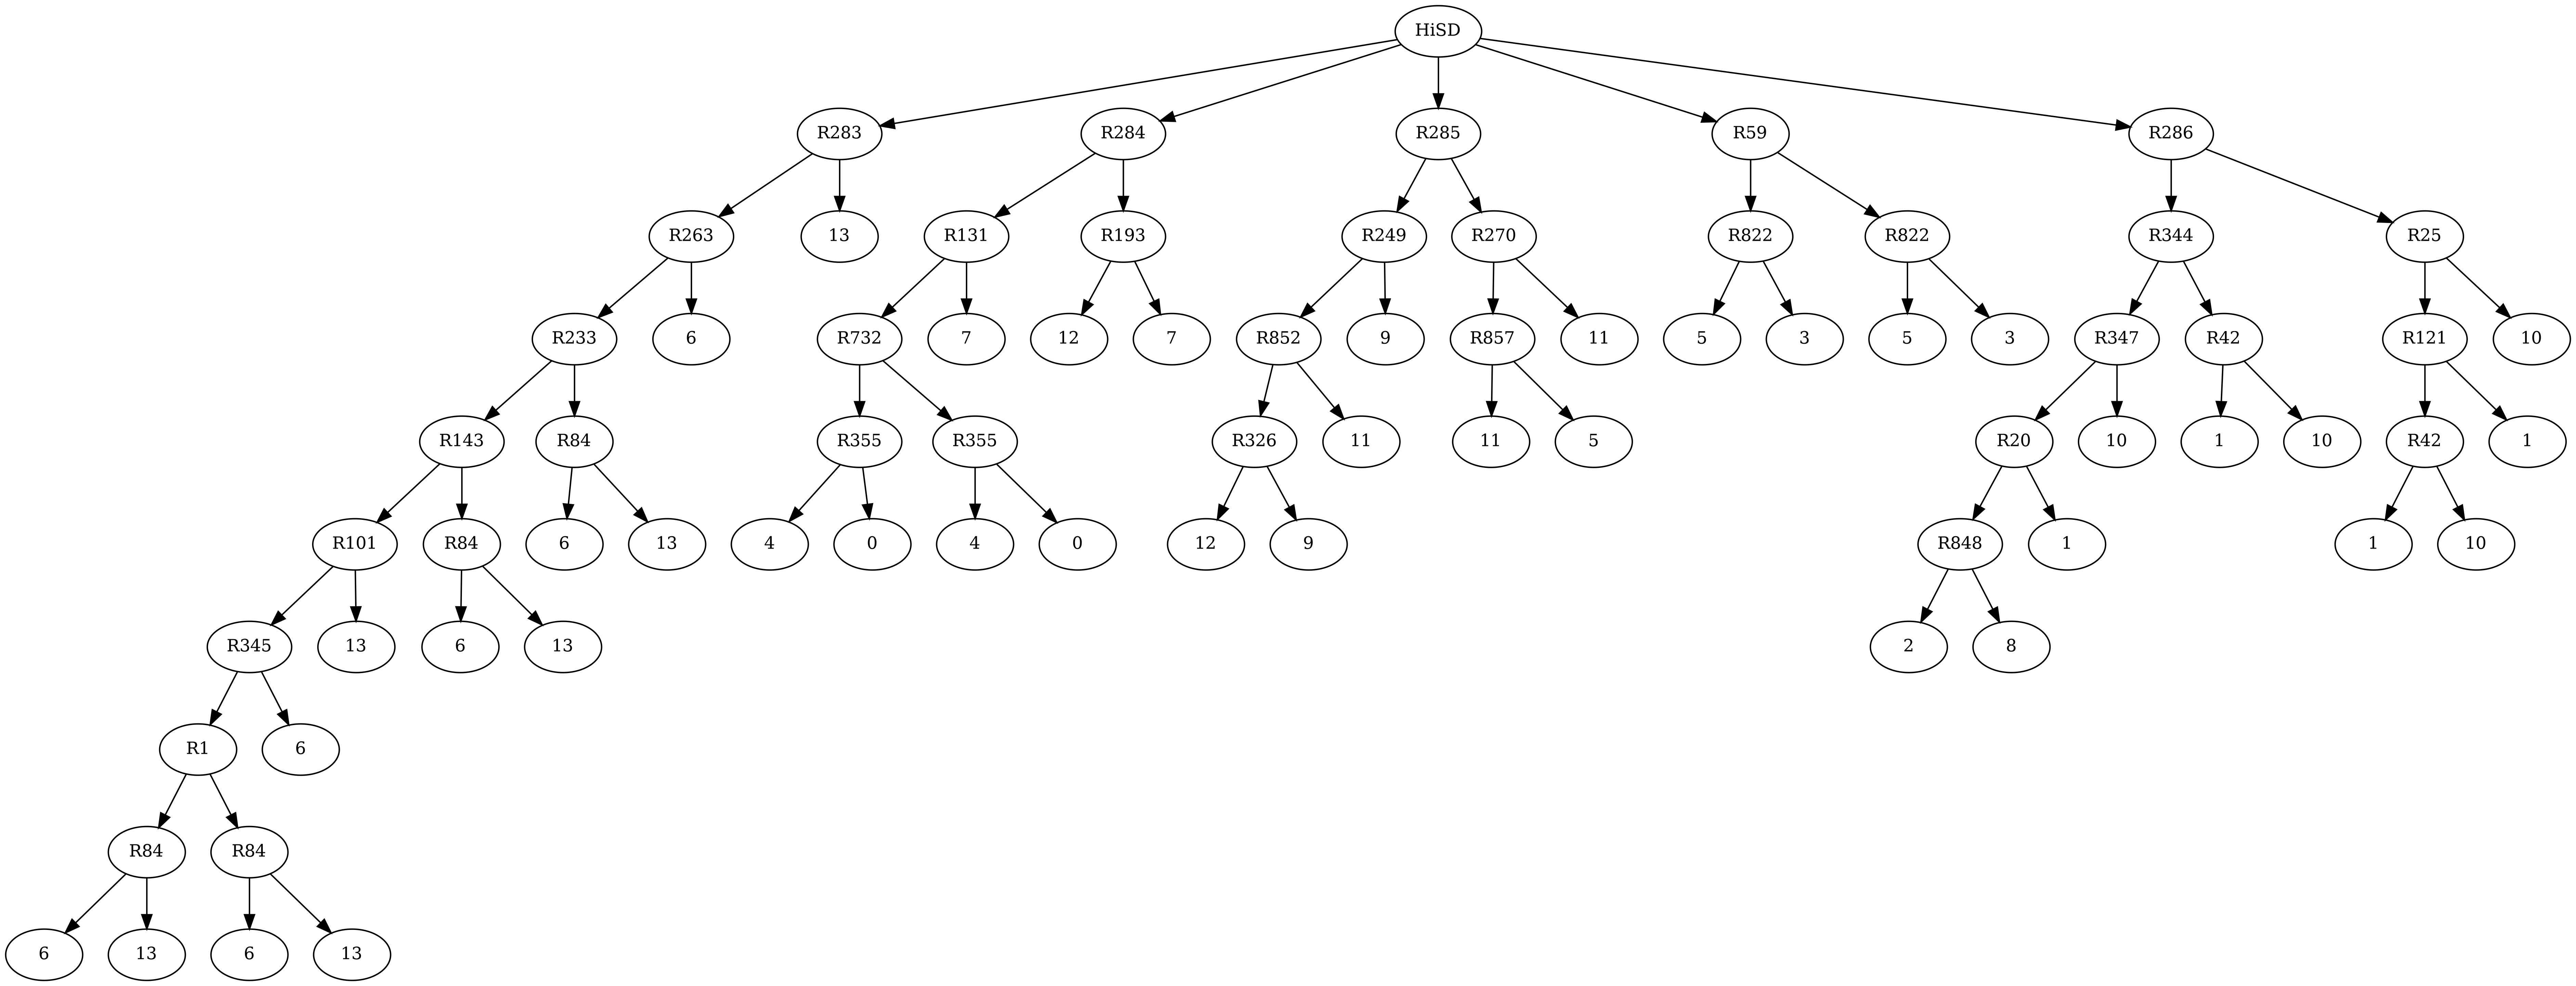 HiSD
R283 R284 R285 R59 R286
R263 13 R131 R193 R249 R270 R822 R822 R344 R25
R233 6 R732 7 12 7 R852 9 R857 11 5 3 5 3 R347 R42 R121 10
R143 R84 R355 R355 R326 11 11 5 R20 10 1 10 R42 1
R101 R84 6 13 4 0 4 0 12 9 R848 1 1 10
R345 13 6 13 2 8
R1 6
R84 R84
6 13 6 13